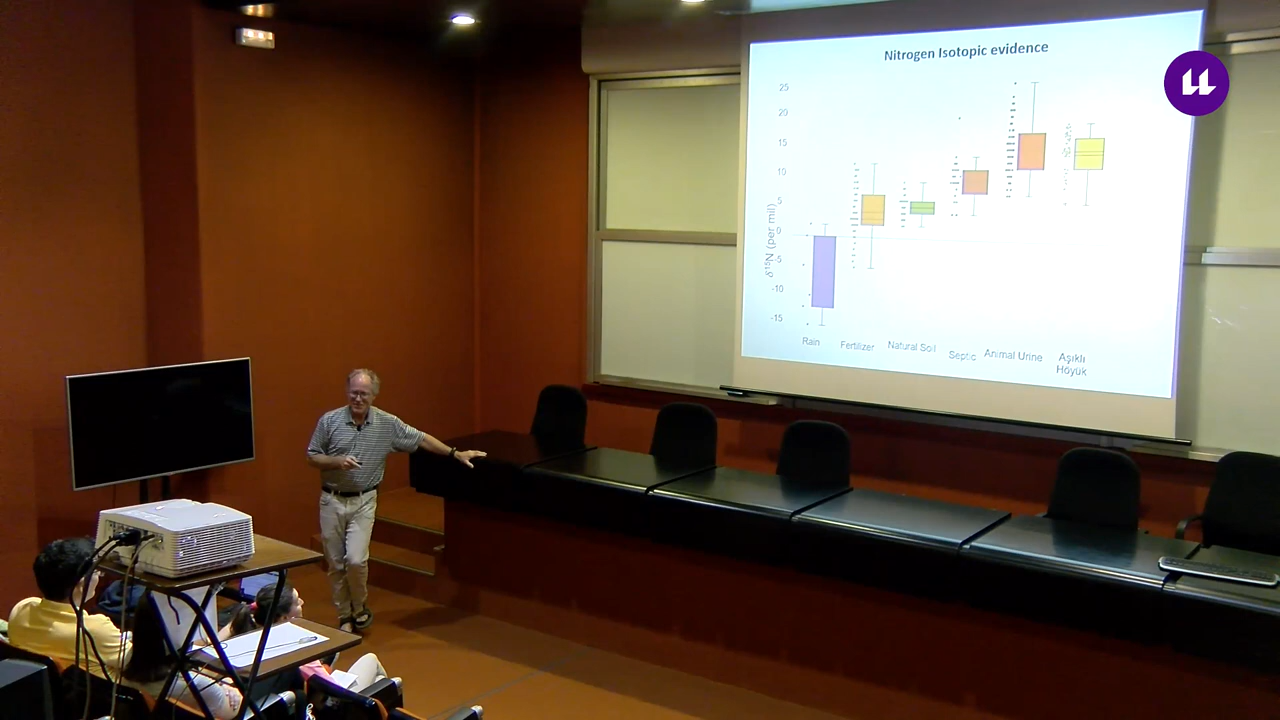 Nitrogen Isotopic evidence
25
20
15
10
5
0
-5
-10
-15
δ¹⁵N (per mil)
Rain
Fertilizer
Natural Soil
Septic
Animal Urine
Aşıklı
Höyük